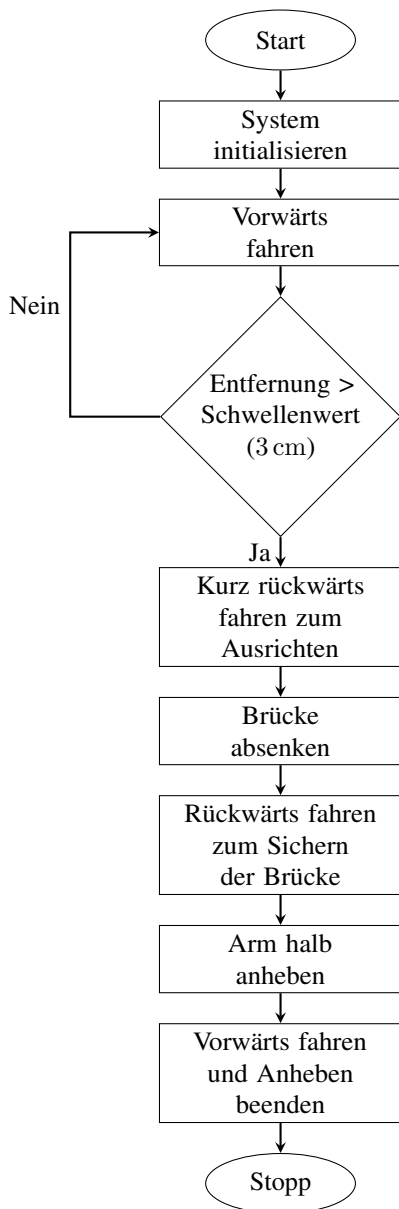 Start
System
initialisieren
Vorwärts
fahren
Nein
Entfernung >
Schwellenwert
(3 cm)
Ja
Kurz rückwärts
fahren zum
Ausrichten
Brücke
absenken
Rückwärts fahren
zum Sichern
der Brücke
Arm halb
anheben
Vorwärts fahren
und Anheben
beenden
Stopp